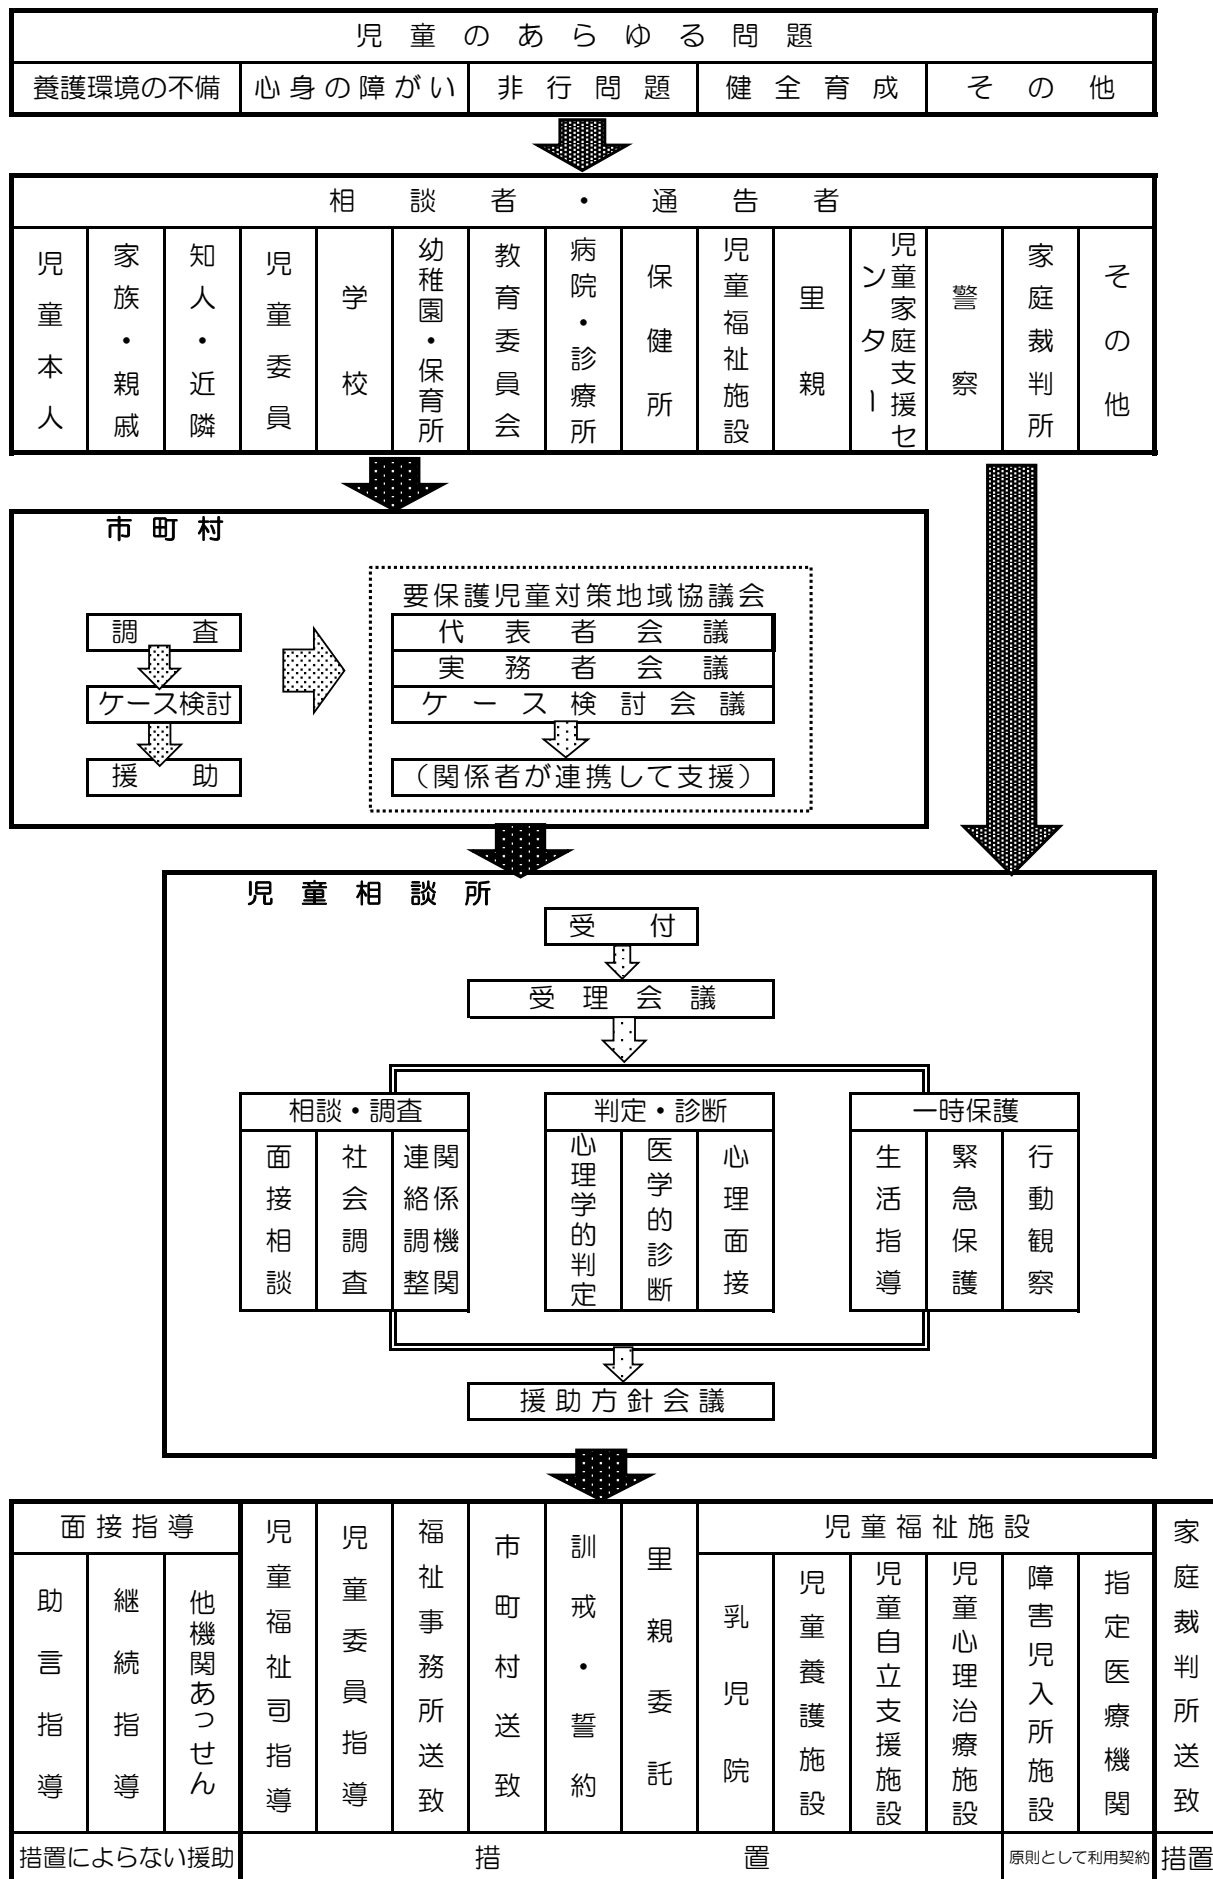 児童のあらゆる問題
養護環境の不備
心身の障がい
非行問題
健全育成
その他
相談者・通告者
児童本人
家族・親戚
知人・近隣
児童委員
学校
幼稚園・保育所
教育委員会
病院・診療所
保健所
児童福祉施設
里親
児童家庭支援セ
ンター
警察
家庭裁判所
その他
市町村
調査
ケース検討
援助
要保護児童対策地域協議会
代表者会議
実務者会議
ケース検討会議
（関係者が連携して支援）
児童相談所
受付
受理会議
相談・調査
面接相談
社会調査
関係機関
連絡調整
判定・診断
心理学的判定
医学的診断
心理面接
一時保護
生活指導
緊急保護
行動観察
援助方針会議
面接指導
助言指導
継続指導
他機関あっせん
児童福祉司指導
児童委員指導
福祉事務所送致
市町村送致
訓戒・誓約
里親委託
児童福祉施設
乳児院
児童養護施設
児童自立支援施設
児童心理治療施設
障害児入所施設
指定医療機関
家庭裁判所送致
措置によらない援助
措置
原則として利用契約
措置